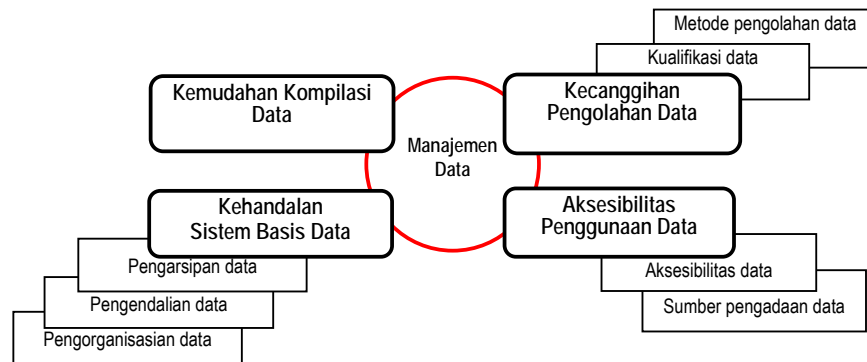 Metode pengolahan data
Kualifikasi data
Kemudahan Kompilasi
Data
Kecanggihan
Pengolahan Data
Manajemen
Data
Kehandalan
Sistem Basis Data
Aksesibilitas
Penggunaan Data
Pengarsipan data
Pengendalian data
Pengorganisasian data
Aksesibilitas data
Sumber pengadaan data